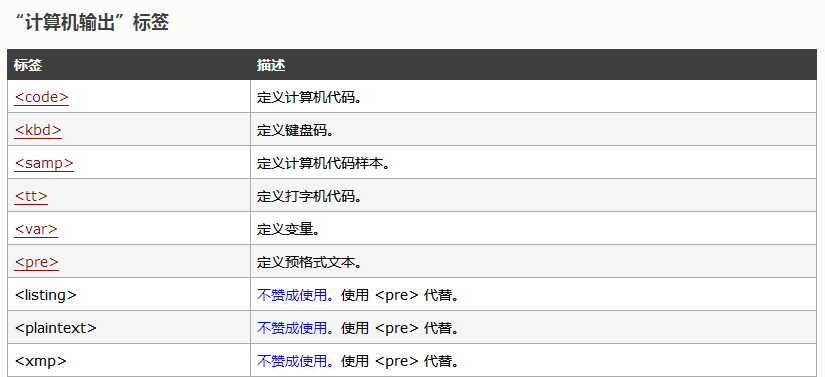 “计算机输出”标签
标签 描述
<code> 定义计算机代码。
<kbd> 定义键盘码。
<samp> 定义计算机代码样本。
<tt> 定义打字机代码。
<var> 定义变量。
<pre> 定义预格式文本。
<listing> 不赞成使用。使用 <pre> 代替。
<plaintext> 不赞成使用。使用 <pre> 代替。
<xmp> 不赞成使用。使用 <pre> 代替。